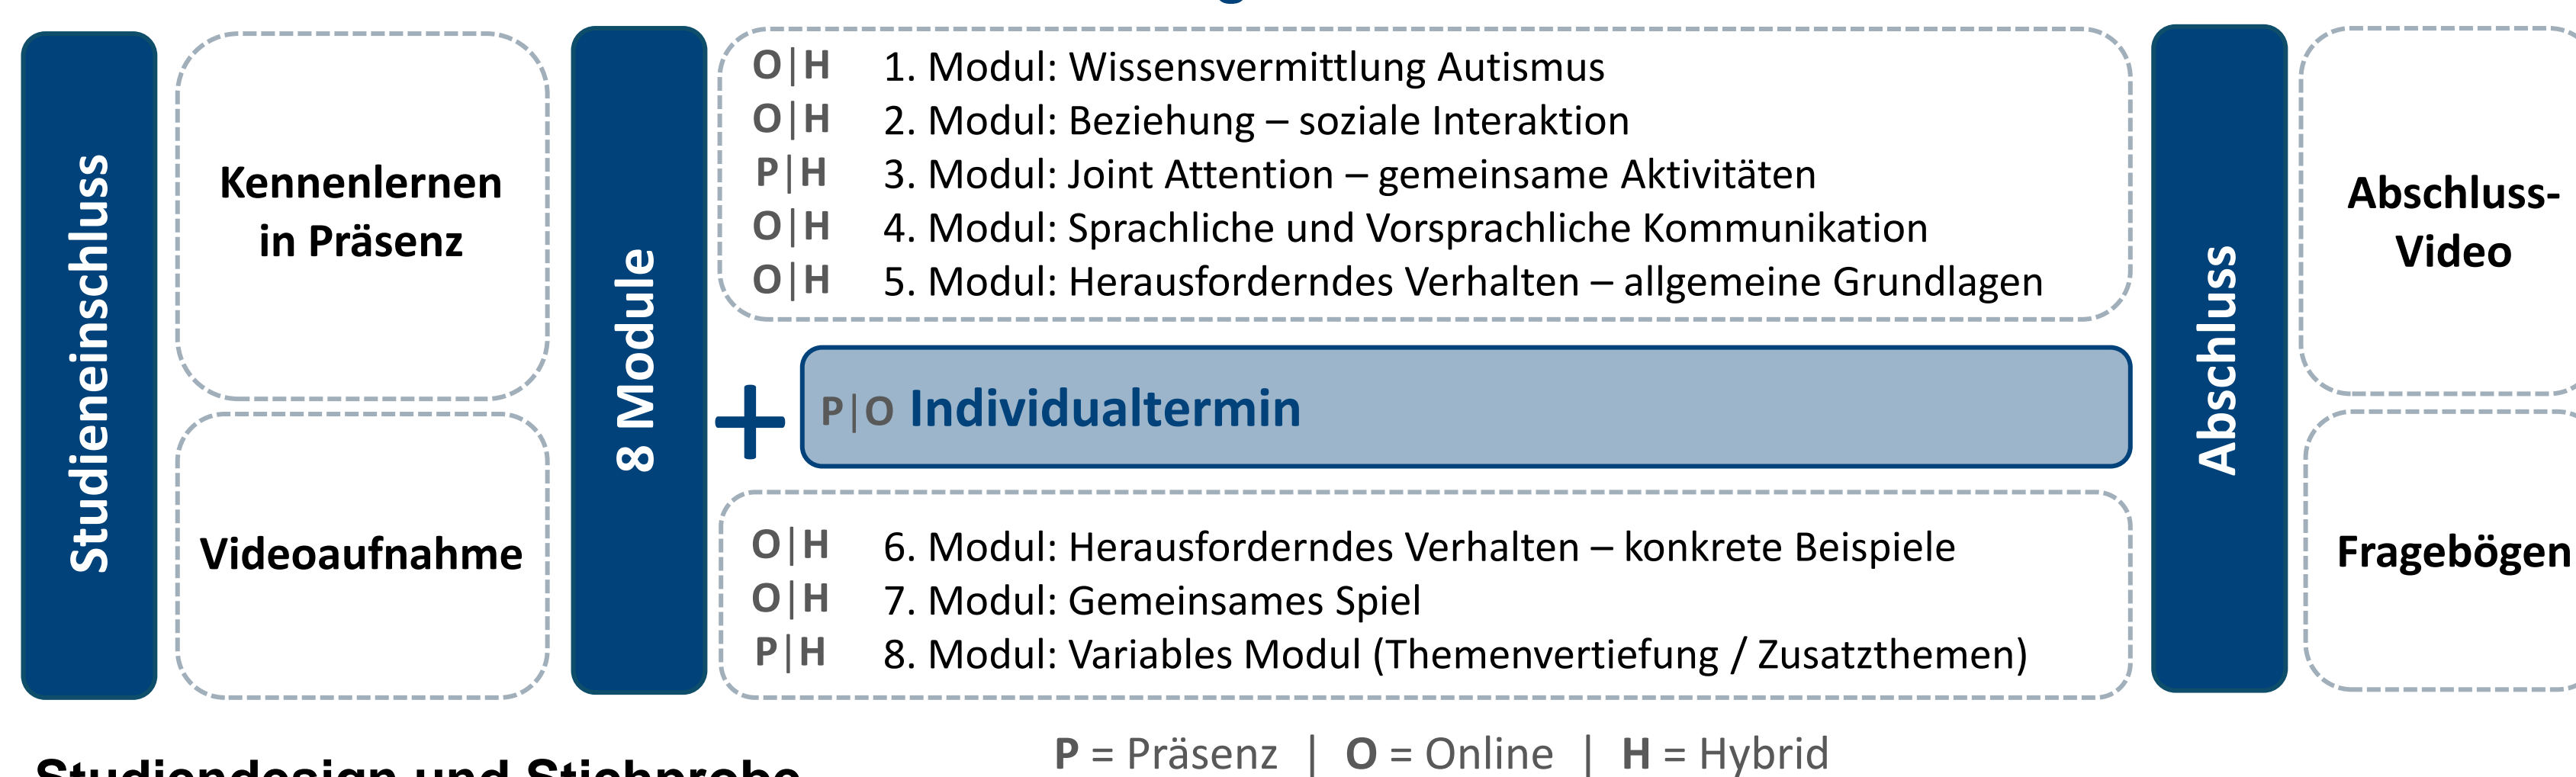 Studieneinschluss
Kennenlernen
in Präsenz
Videoaufnahme
8 Module
O|H 1. Modul: Wissensvermittlung Autismus
O|H 2. Modul: Beziehung – soziale Interaktion
P|H 3. Modul: Joint Attention – gemeinsame Aktivitäten
O|H 4. Modul: Sprachliche und Vorsprachliche Kommunikation
O|H 5. Modul: Herausforderndes Verhalten – allgemeine Grundlagen
+ P|O Individualtermin
O|H 6. Modul: Herausforderndes Verhalten – konkrete Beispiele
O|H 7. Modul: Gemeinsames Spiel
P|H 8. Modul: Variables Modul (Themenvertiefung / Zusatzthemen)
Abschluss
Abschluss-
Video
Fragebögen
P = Präsenz | O = Online | H = Hybrid
Studiendesign und Stichprobe